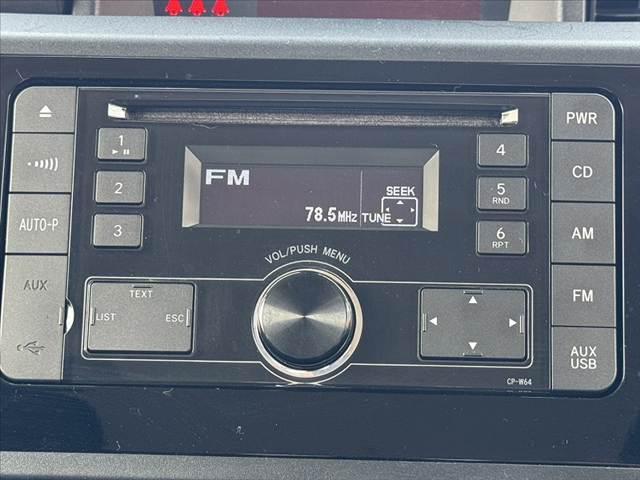 1
2
3
AUTO-P
AUX
FM
SEEK
78.5MHz TUNE
4
5
RND
6
RPT
PWR
CD
AM
FM
AUX
USB
VOL/PUSH MENU
TEXT
LIST
ESC
CP-W64